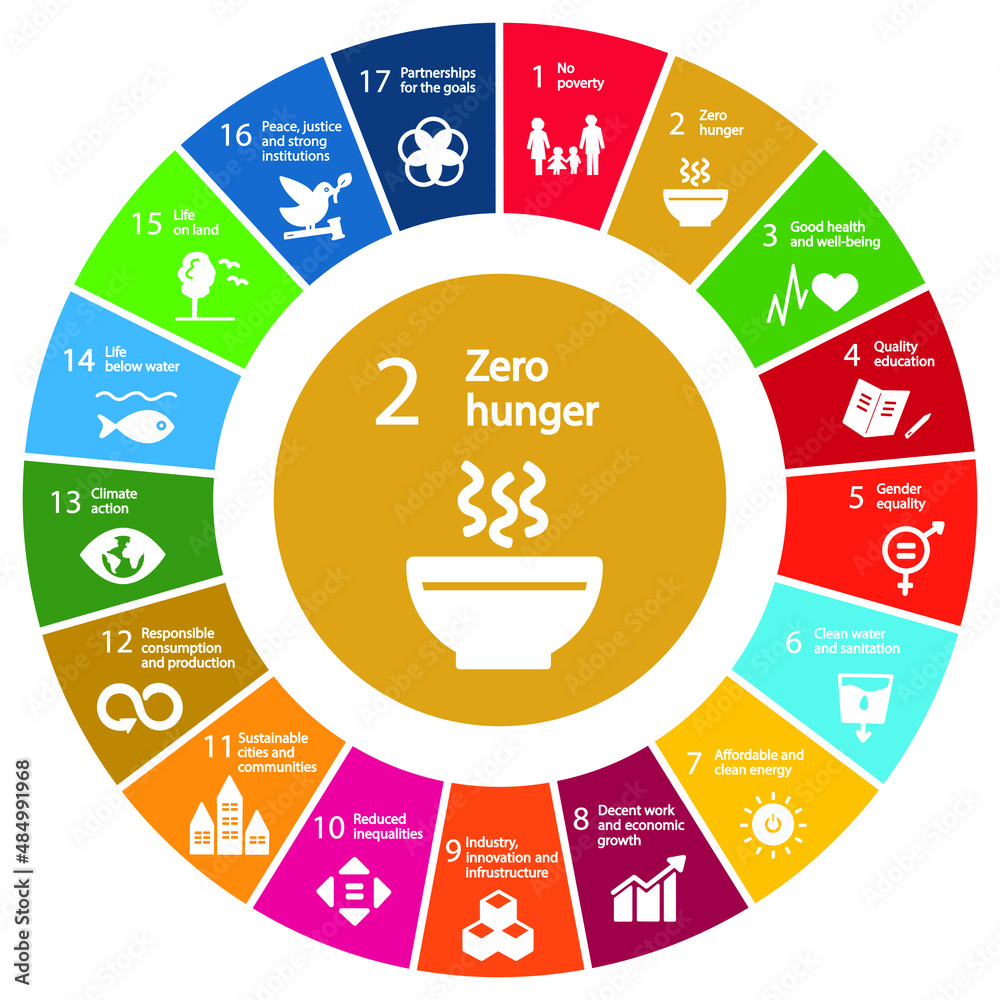 1 No
poverty
2 Zero
hunger
3 Good health
and well-being
4 Quality
education
5 Gender
equality
6 Clean water
and sanitation
7 Affordable and
clean energy
8 Decent work
and economic
growth
9 Industry,
innovation and
infrustructure
10 Reduced
inequalities
11 Sustainable
cities and
communities
12 Responsible
consumption
and production
13 Climate
action
14 Life
below water
15 Life
on land
16 Peace, justice
and strong
institutions
17 Partnerships
for the goals
2 Zero
hunger
Adobe Stock | #484991968
Adobe Stock